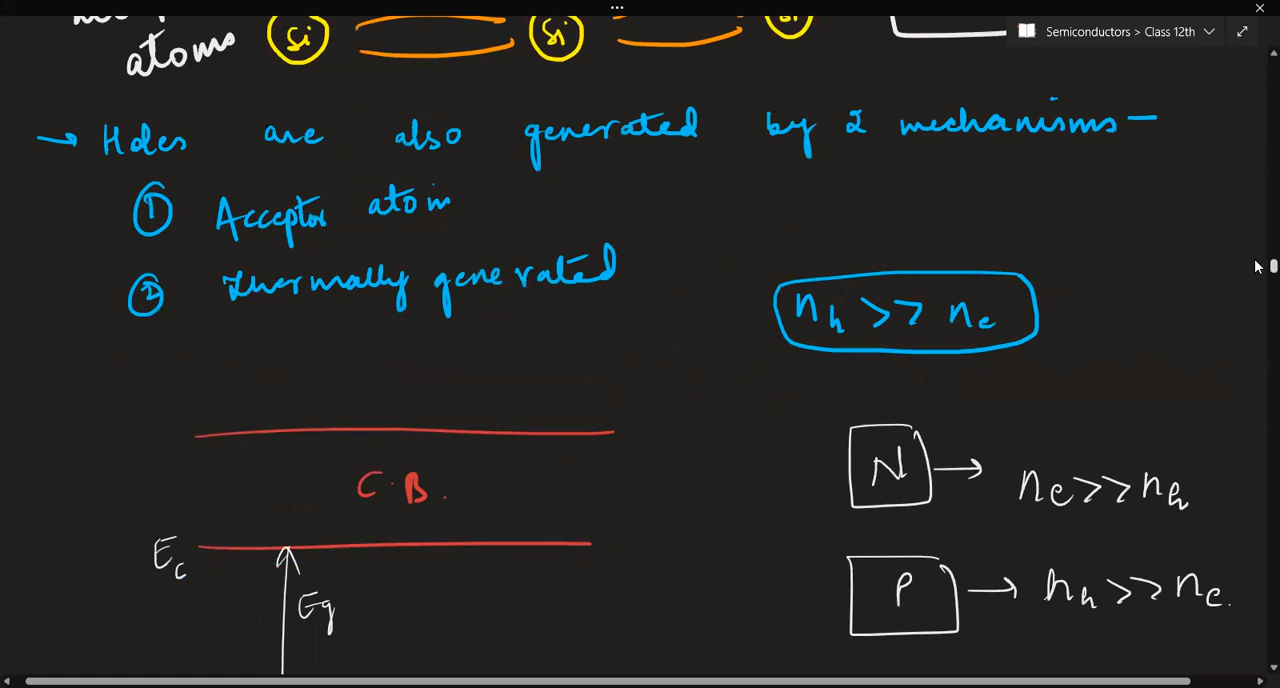 atoms
Si Si
Semiconductors > Class 12th
→ Holes are also generated by 2 mechanisms —
① Acceptor atom
② Thermally generated
nh >> ne
C.B.
N → ne >> nh
Ec
Eg
P → nh >> ne.